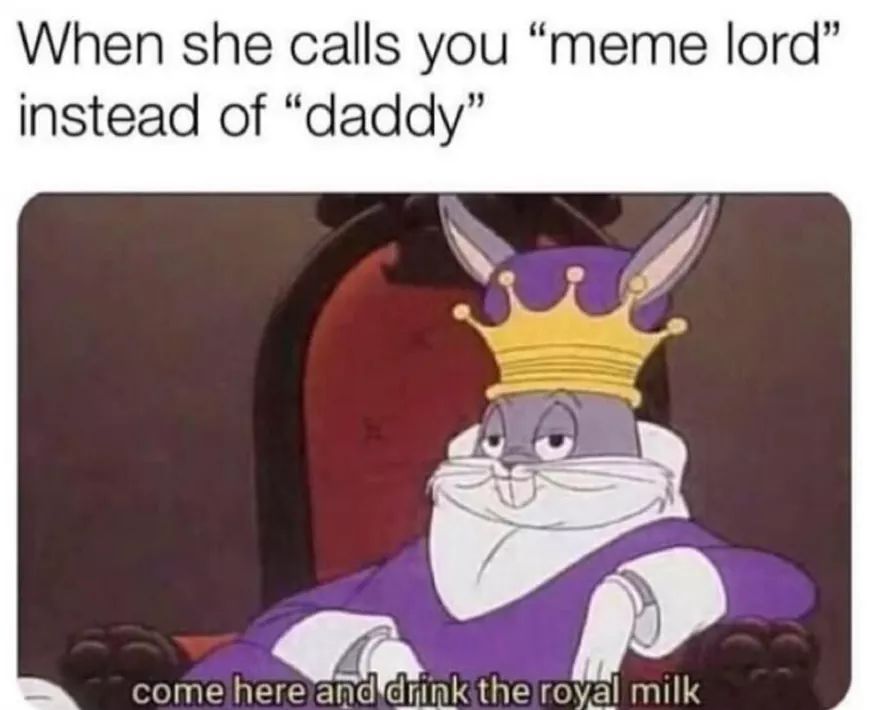 When she calls you “meme lord”
instead of “daddy”
come here and drink the royal milk